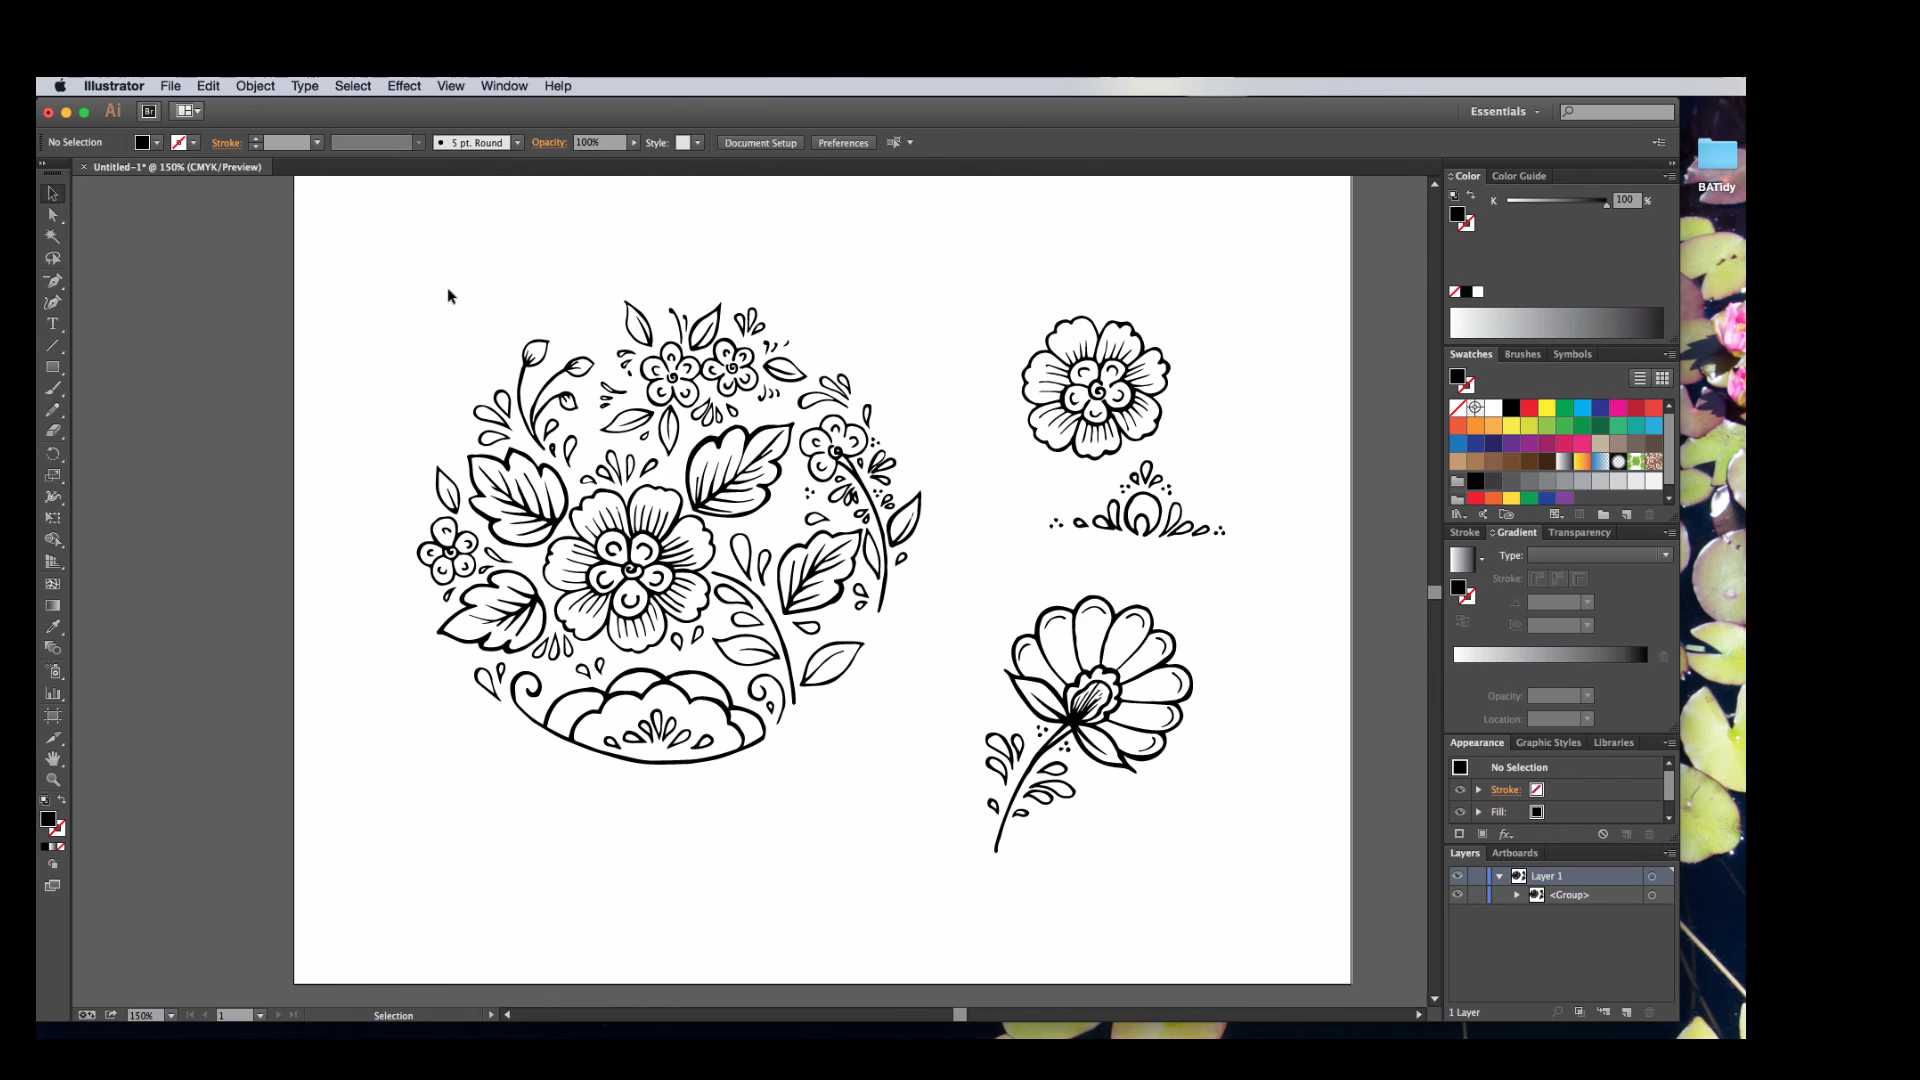 Illustrator File Edit Object Type Select Effect View Window Help
Ai Br Essentials
No Selection Stroke: 5 pt. Round Opacity: 100% Style: Document Setup Preferences
Untitled-1* @ 150% (CMYK/Preview)
BATidy
Color Color Guide
K 100 %
Swatches Brushes Symbols
Stroke Gradient Transparency
Type:
Stroke:
Opacity:
Location:
Appearance Graphic Styles Libraries
No Selection
Stroke:
Fill:
fx
Layers Artboards
Layer 1
<Group>
1 Layer
150% 1 Selection